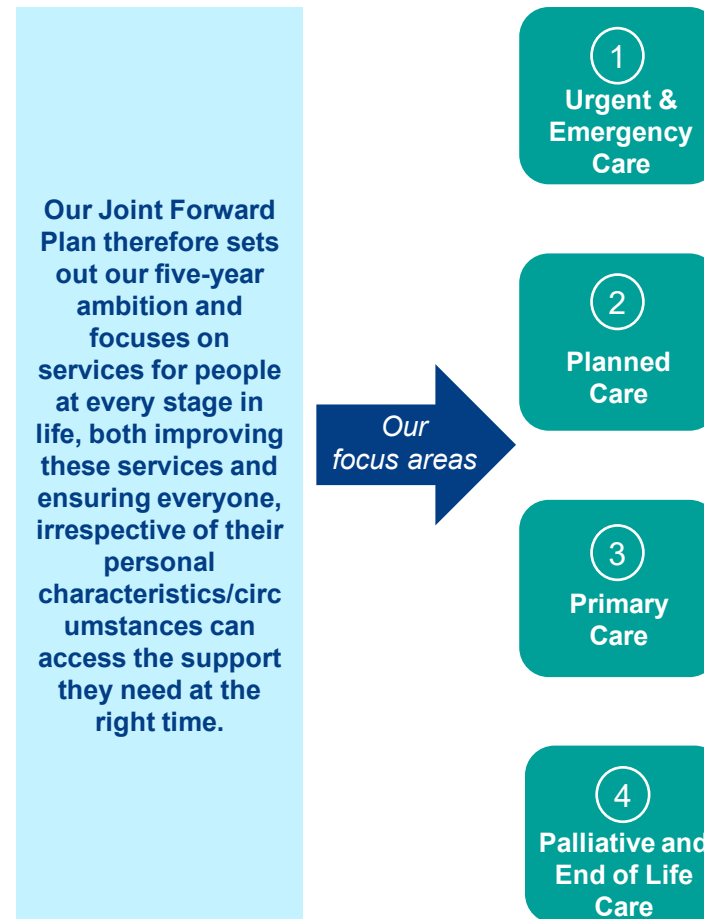 Our Joint Forward
Plan therefore sets
out our five-year
ambition and
focuses on
services for people
at every stage in
life, both improving
these services and
ensuring everyone,
irrespective of their
personal
characteristics/circ
umstances can
access the support
they need at the
right time.
Our
focus areas
1
Urgent &
Emergency
Care
2
Planned
Care
3
Primary
Care
4
Palliative and
End of Life
Care